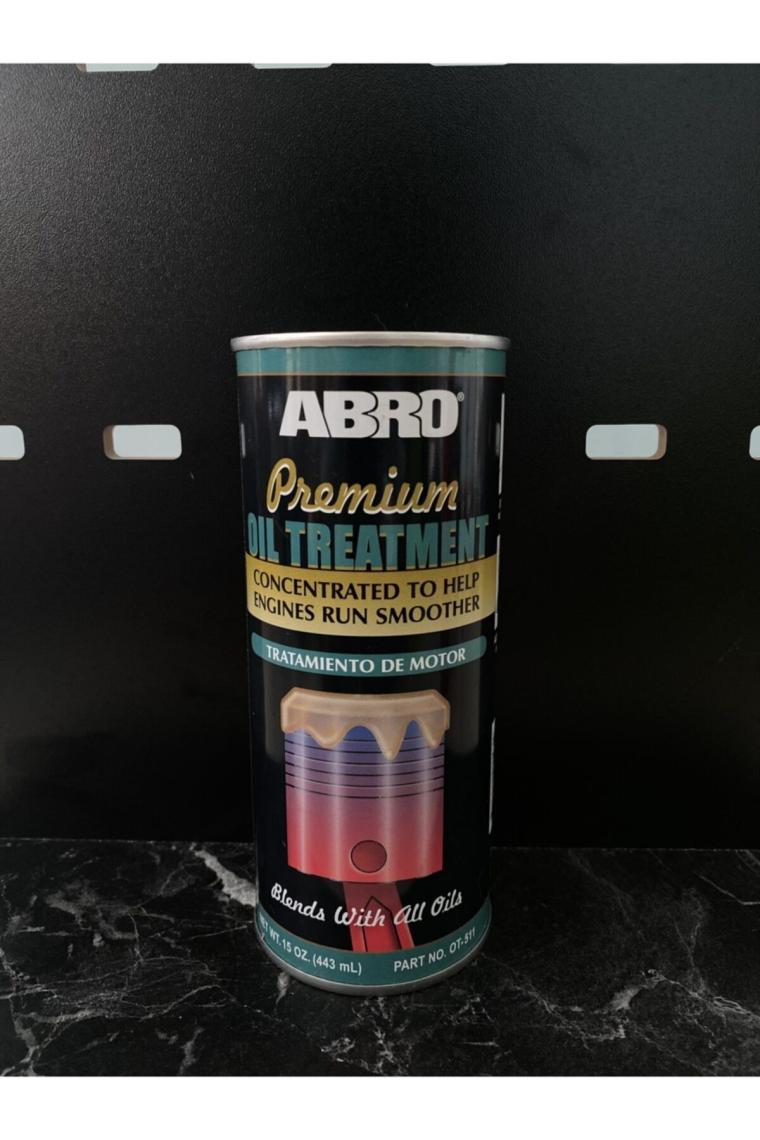 ABRO®
Premium
OIL TREATMENT
CONCENTRATED TO HELP
ENGINES RUN SMOOTHER
TRATAMIENTO DE MOTOR
Blends With All Oils
NET WT. 15 OZ. (443 mL) PART NO. OT-511